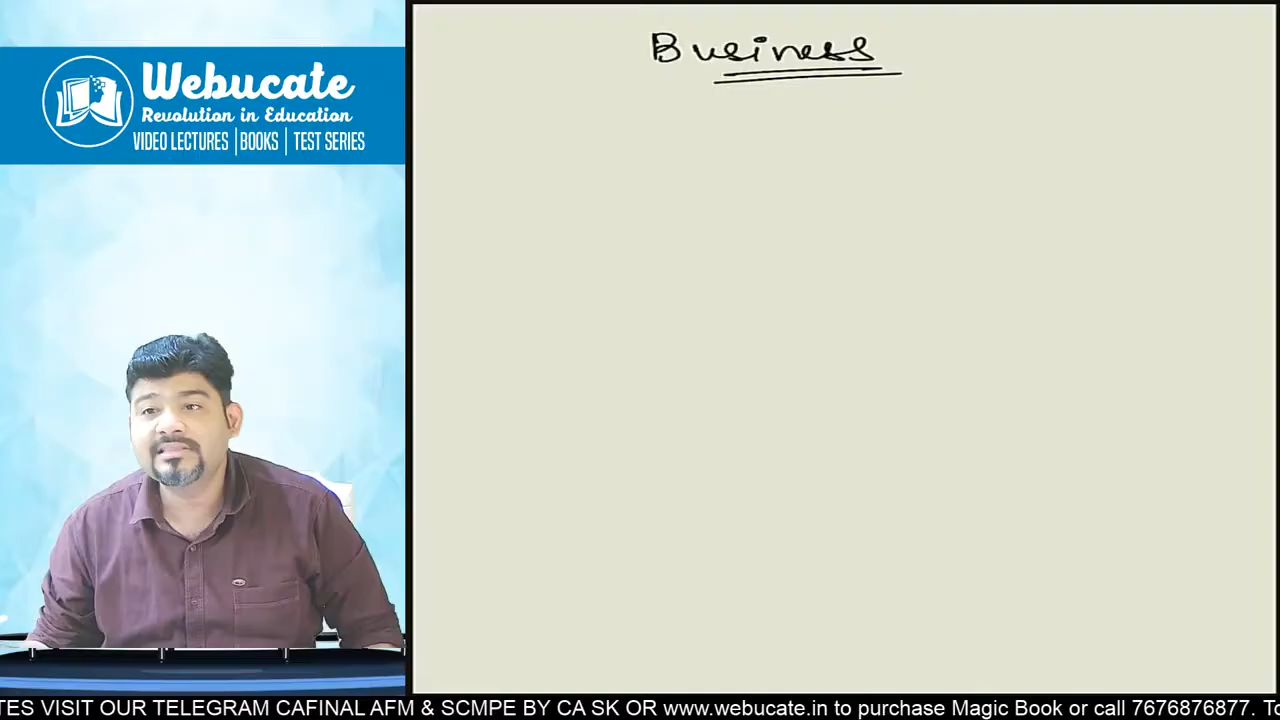 Webucate
Revolution in Education
VIDEO LECTURES | BOOKS | TEST SERIES
Business
TES VISIT OUR TELEGRAM CAFINAL AFM & SCMPE BY CA SK OR www.webucate.in to purchase Magic Book or call 7676876877. To